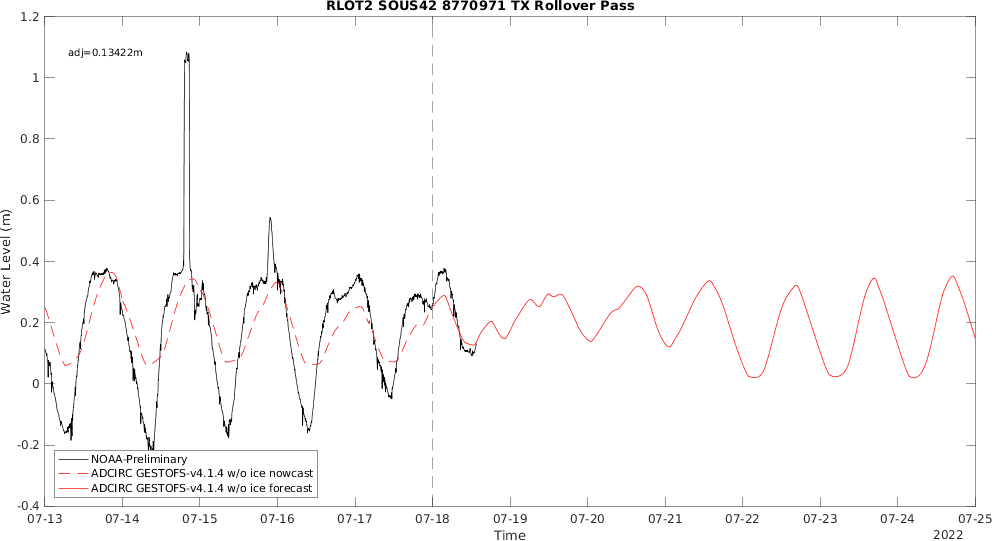 RLOT2 SOUS42 8770971 TX Rollover Pass
1.2
adj=0.13422m
1
0.8
0.6
0.4
0.2
0
-0.2
-0.4
Water Level (m)
NOAA-Preliminary
ADCIRC GESTOFS-v4.1.4 w/o ice nowcast
ADCIRC GESTOFS-v4.1.4 w/o ice forecast
07-13 07-14 07-15 07-16 07-17 07-18 07-19 07-20 07-21 07-22 07-23 07-24 07-25
Time
2022